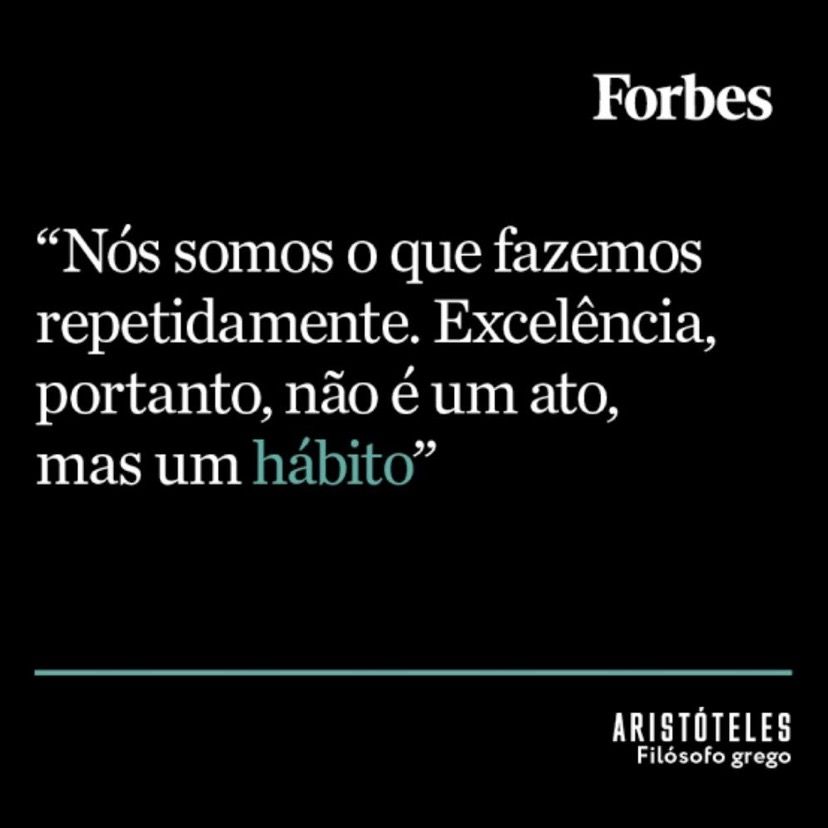 Forbes
“Nós somos o que fazemos
repetidamente. Excelência,
portanto, não é um ato,
mas um hábito”
ARISTÓTELES
Filósofo grego